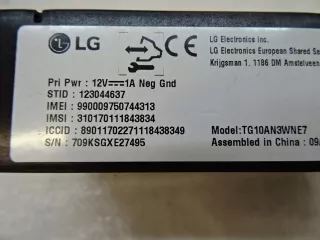 LG
CE
LG Electronics Inc.
LG Electronics European Shared Se
Krijgsman 1, 1186 DM Amstelveen
Pri Pwr : 12V⎓1A Neg Gnd
STID : 123044637
IMEI : 990009750744313
IMSI : 310170111843834
ICCID : 89011702271118438349
S/N : 709KSGXE27495
Model:TG10AN3WNE7
Assembled in China : 09